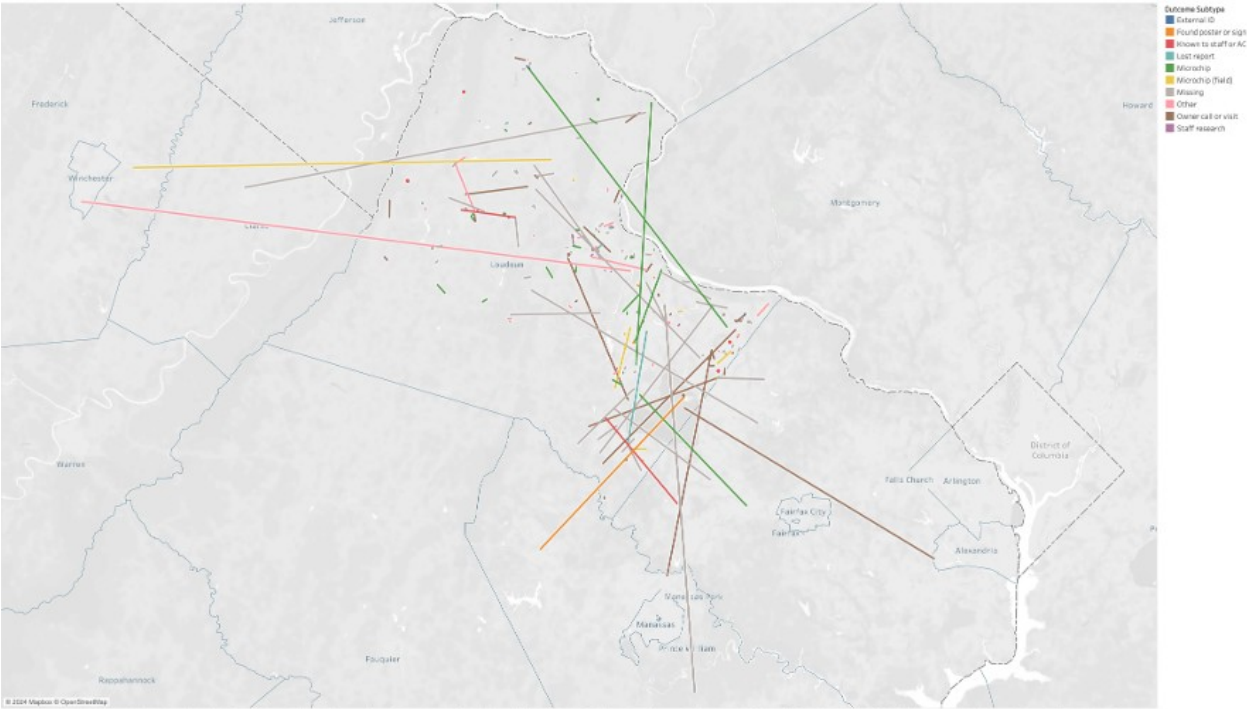 Outcome Subtype
External ID
Found poster or sign
Known to staff or AC
Lost report
Microchip
Microchip (field)
Missing
Other
Owner call or visit
Staff research
Jefferson
Frederick
Howard
Winchester
Montgomery
Loudoun
Warren
District of
Columbia
Falls Church
Arlington
Fairfax City
Fairfax
Alexandria
Manassas Park
Manassas
Prince William
Fauquier
Rappahannock
© 2024 Mapbox © OpenStreetMap